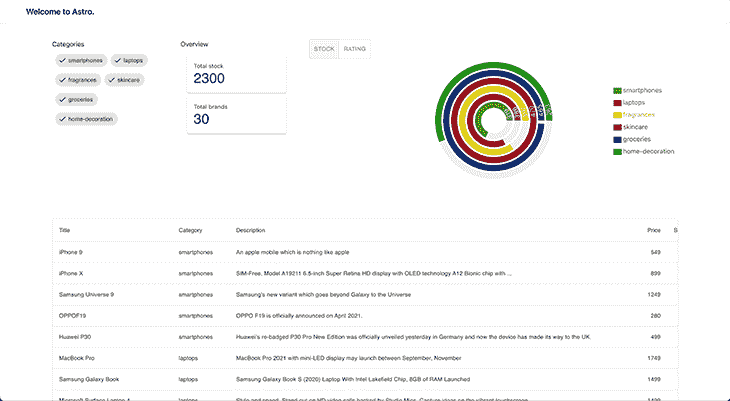 Welcome to Astro.
Categories
smartphones
laptops
fragrances
skincare
groceries
home-decoration
Overview
Total stock
2300
Total brands
30
STOCK
RATING
smartphones
laptops
fragrances
skincare
groceries
home-decoration
Title Category Description Price S
iPhone 9 smartphones An apple mobile which is nothing like apple 549
iPhone X smartphones SIM-Free, Model A19211 6.5-inch Super Retina HD display with OLED technology A12 Bionic chip with ... 899
Samsung Universe 9 smartphones Samsung's new variant which goes beyond Galaxy to the Universe 1249
OPPOF19 smartphones OPPO F19 is officially announced on April 2021. 280
Huawei P30 smartphones Huawei's re-badged P30 Pro New Edition was officially unveiled yesterday in Germany and now the device has made its way to the UK. 499
MacBook Pro laptops MacBook Pro 2021 with mini-LED display may launch between September, November 1749
Samsung Galaxy Book laptops Samsung Galaxy Book S (2020) Laptop With Intel Lakefield Chip, 8GB of RAM Launched 1499